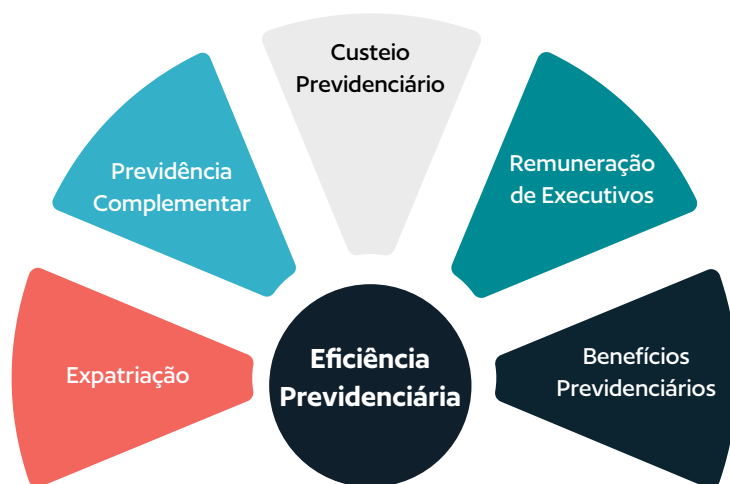 Custeio
Previdenciário
Previdência
Complementar
Remuneração
de Executivos
Expatriação
Eficiência
Previdenciária
Benefícios
Previdenciários